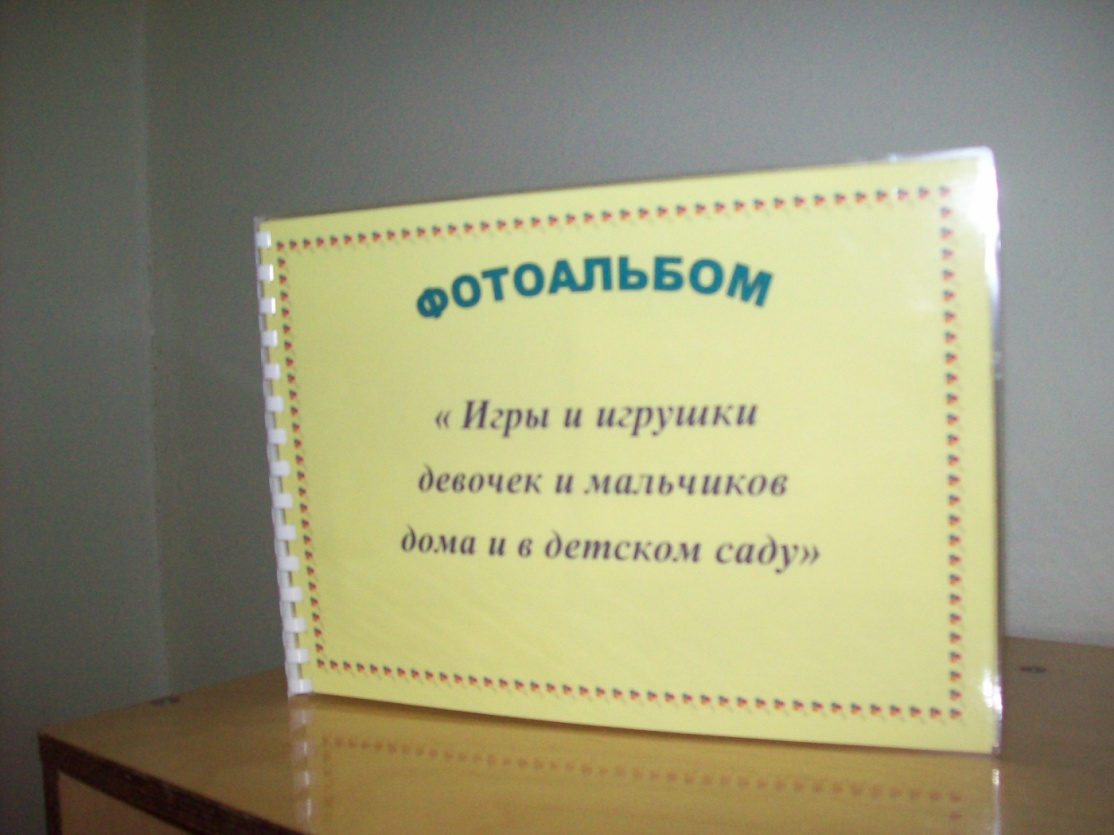 ФОТОАЛЬБОМ
« Игры и игрушки
девочек и мальчиков
дома и в детском саду»